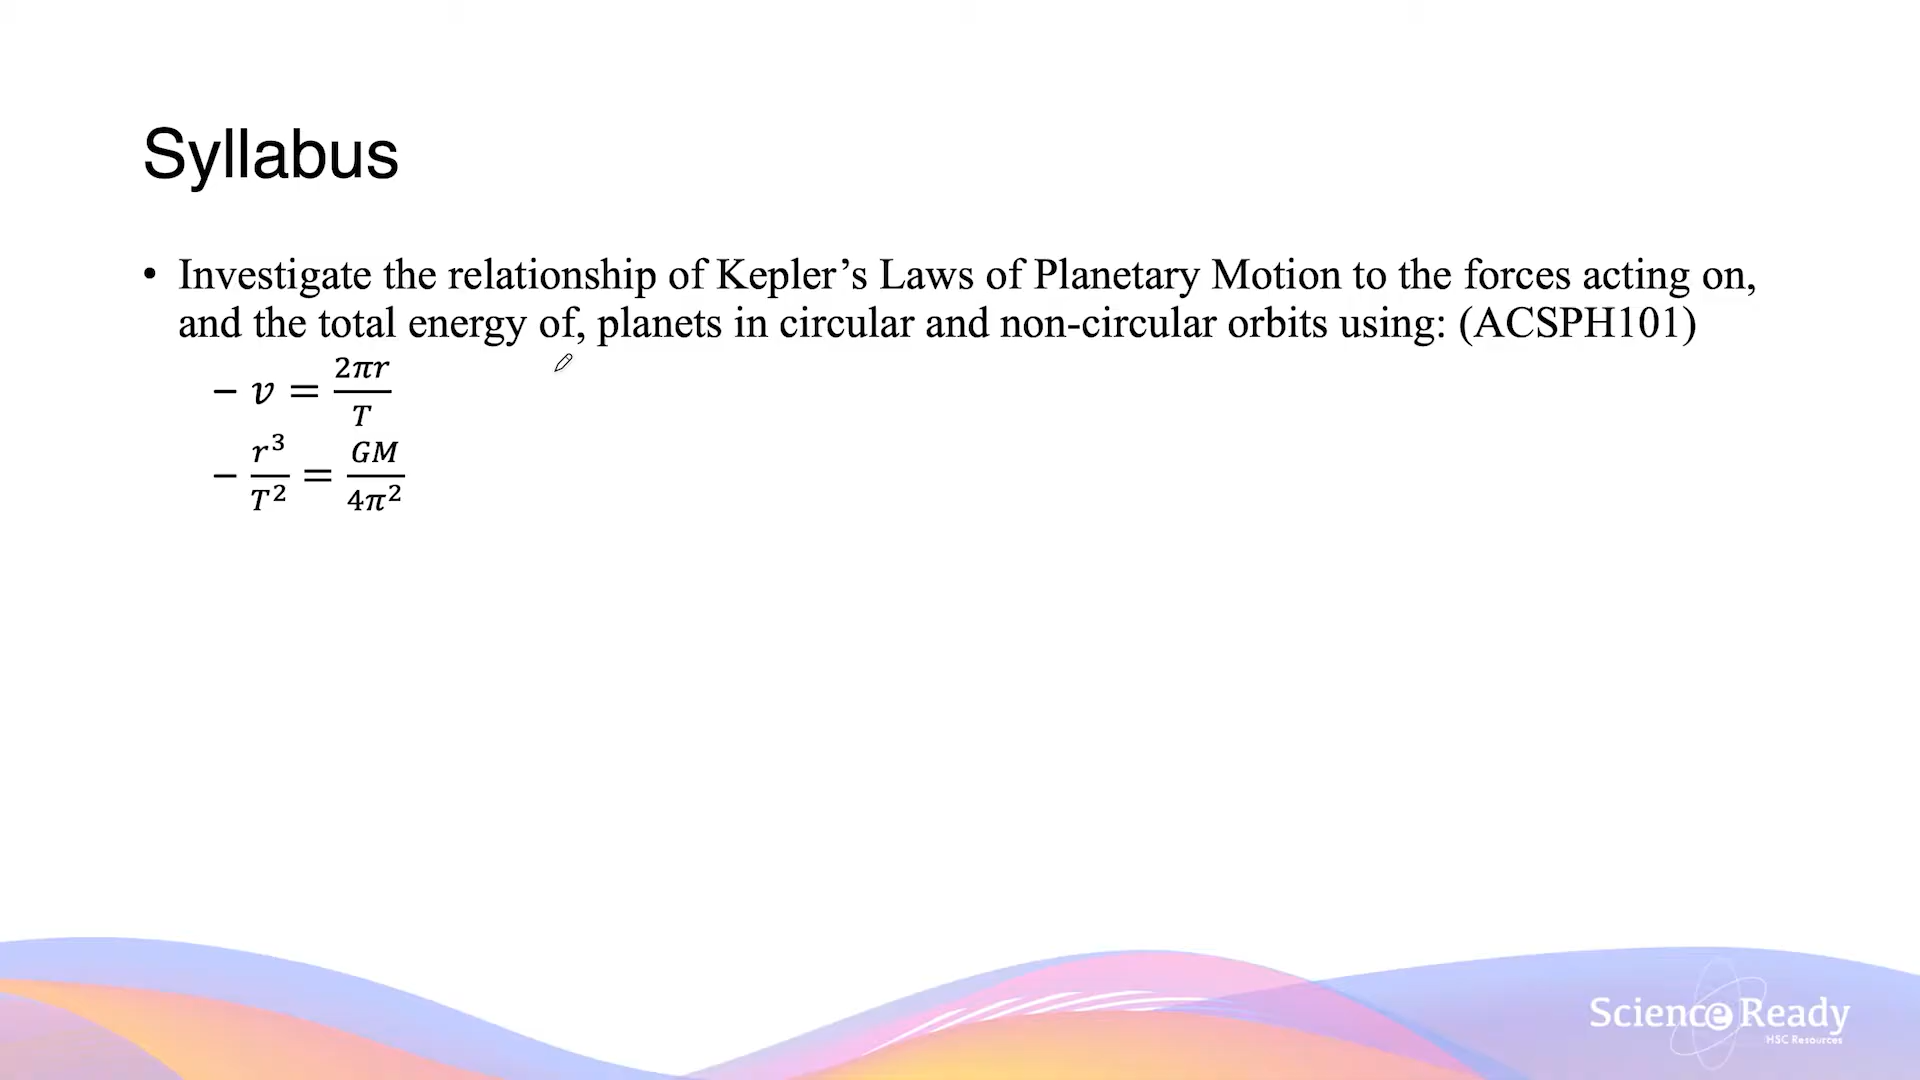 Syllabus
• Investigate the relationship of Kepler’s Laws of Planetary Motion to the forces acting on,
and the total energy of, planets in circular and non-circular orbits using: (ACSPH101)
− v = 2πr/T
− r³/T² = GM/4π²
Science Ready
HSC Resources